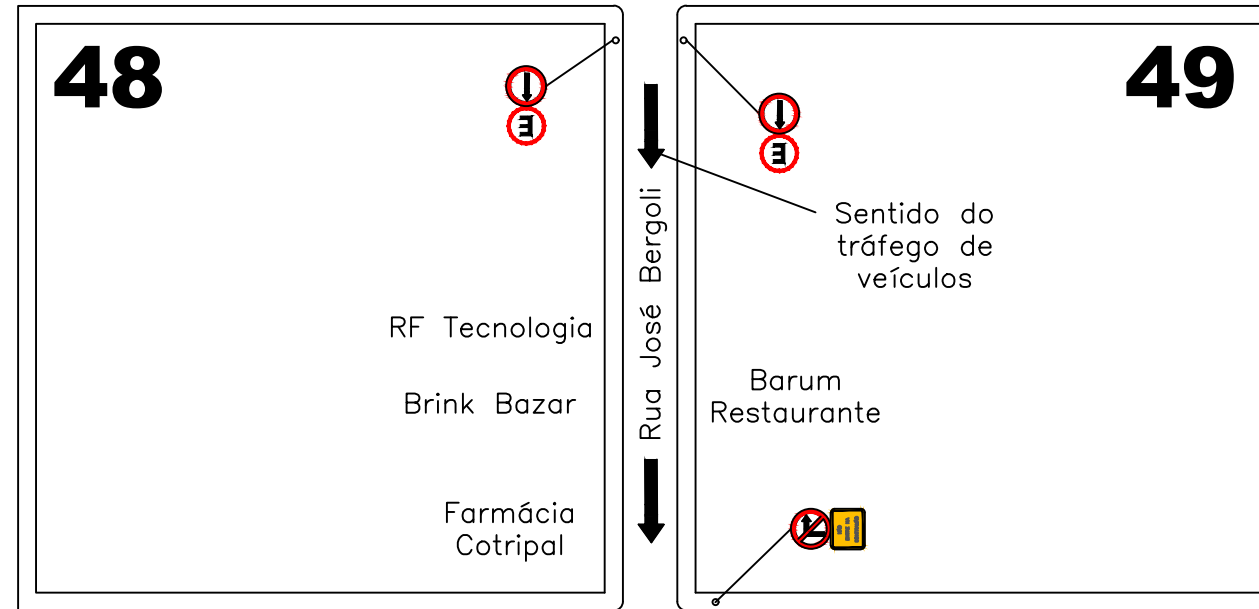 48
49
E
E
Sentido do
tráfego de
veículos
Rua José Bergoli
RF Tecnologia
Brink Bazar
Barum
Restaurante
Farmácia
Cotripal